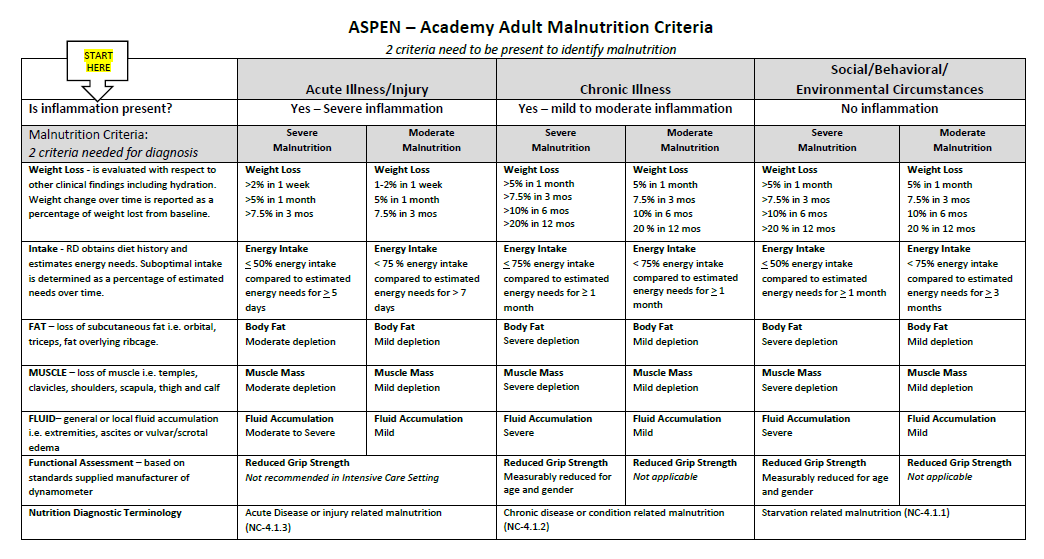 ASPEN – Academy Adult Malnutrition Criteria
2 criteria need to be present to identify malnutrition
START
HERE
Acute Illness/Injury
Chronic Illness
Social/Behavioral/
Environmental Circumstances
Is inflammation present?
Yes – Severe inflammation
Yes – mild to moderate inflammation
No inflammation
Malnutrition Criteria:
2 criteria needed for diagnosis
Severe
Malnutrition
Moderate
Malnutrition
Severe
Malnutrition
Moderate
Malnutrition
Severe
Malnutrition
Moderate
Malnutrition
Weight Loss - is evaluated with respect to
other clinical findings including hydration.
Weight change over time is reported as a
percentage of weight lost from baseline.
Weight Loss
>2% in 1 week
>5% in 1 month
>7.5% in 3 mos
Weight Loss
1-2% in 1 week
5% in 1 month
7.5% in 3 mos
Weight Loss
>5% in 1 month
>7.5% in 3 mos
>10% in 6 mos
>20% in 12 mos
Weight Loss
5% in 1 month
7.5% in 3 mos
10% in 6 mos
20 % in 12 mos
Weight Loss
>5% in 1 month
>7.5% in 3 mos
>10% in 6 mos
>20 % in 12 mos
Weight Loss
5% in 1 month
7.5% in 3 mos
10% in 6 mos
20 % in 12 mos
Intake - RD obtains diet history and
estimates energy needs. Suboptimal intake
is determined as a percentage of estimated
needs over time.
Energy Intake
≤ 50% energy intake
compared to estimated
energy needs for ≥ 5
days
Energy Intake
< 75 % energy intake
compared to estimated
energy needs for > 7
days
Energy Intake
≤ 75% energy intake
compared to estimated
energy needs for ≥ 1
month
Energy Intake
< 75% energy intake
compared to estimated
energy needs for ≥ 1
month
Energy Intake
≤ 50% energy intake
compared to estimated
energy needs for ≥ 1 month
Energy Intake
< 75% energy intake
compared to estimated
energy needs for ≥ 3
months
FAT – loss of subcutaneous fat i.e. orbital,
triceps, fat overlying ribcage.
Body Fat
Moderate depletion
Body Fat
Mild depletion
Body Fat
Severe depletion
Body Fat
Mild depletion
Body Fat
Severe depletion
Body Fat
Mild depletion
MUSCLE – loss of muscle i.e. temples,
clavicles, shoulders, scapula, thigh and calf
Muscle Mass
Moderate depletion
Muscle Mass
Mild depletion
Muscle Mass
Severe depletion
Muscle Mass
Mild depletion
Muscle Mass
Severe depletion
Muscle Mass
Mild depletion
FLUID– general or local fluid accumulation
i.e. extremities, ascites or vulvar/scrotal
edema
Fluid Accumulation
Moderate to Severe
Fluid Accumulation
Mild
Fluid Accumulation
Severe
Fluid Accumulation
Mild
Fluid Accumulation
Severe
Fluid Accumulation
Mild
Functional Assessment – based on
standards supplied manufacturer of
dynamometer
Reduced Grip Strength
Not recommended in Intensive Care Setting
Reduced Grip Strength
Measurably reduced for
age and gender
Reduced Grip Strength
Not applicable
Reduced Grip Strength
Measurably reduced for age
and gender
Reduced Grip Strength
Not applicable
Nutrition Diagnostic Terminology
Acute Disease or injury related malnutrition
(NC-4.1.3)
Chronic disease or condition related malnutrition
(NC-4.1.2)
Starvation related malnutrition (NC-4.1.1)